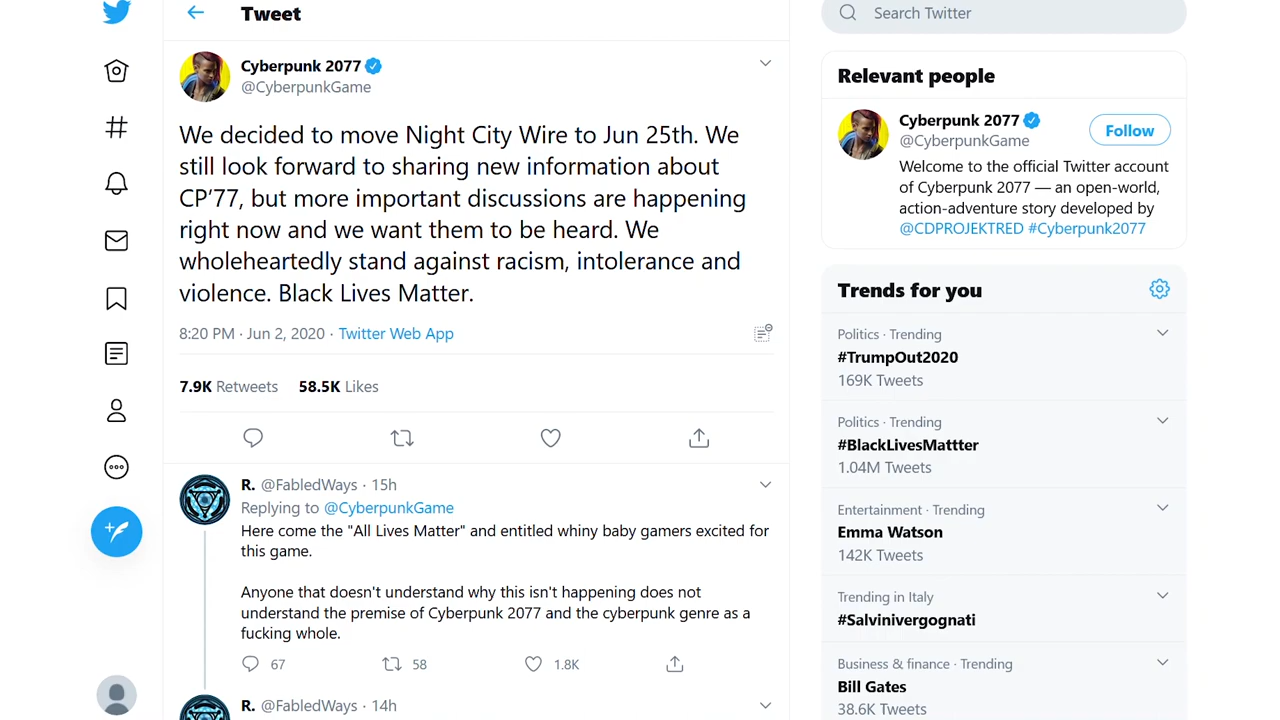 Tweet
Cyberpunk 2077
@CyberpunkGame
We decided to move Night City Wire to Jun 25th. We
still look forward to sharing new information about
CP'77, but more important discussions are happening
right now and we want them to be heard. We
wholeheartedly stand against racism, intolerance and
violence. Black Lives Matter.
8:20 PM · Jun 2, 2020 · Twitter Web App
7.9K Retweets 58.5K Likes
R. @FabledWays · 15h
Replying to @CyberpunkGame
Here come the "All Lives Matter" and entitled whiny baby gamers excited for
this game.
Anyone that doesn't understand why this isn't happening does not
understand the premise of Cyberpunk 2077 and the cyberpunk genre as a
fucking whole.
67 58 1.8K
R. @FabledWays · 14h
Search Twitter
Relevant people
Cyberpunk 2077
@CyberpunkGame
Follow
Welcome to the official Twitter account
of Cyberpunk 2077 — an open-world,
action-adventure story developed by
@CDPROJEKTRED #Cyberpunk2077
Trends for you
Politics · Trending
#TrumpOut2020
169K Tweets
Politics · Trending
#BlackLivesMattter
1.04M Tweets
Entertainment · Trending
Emma Watson
142K Tweets
Trending in Italy
#Salvinivergognati
Business & finance · Trending
Bill Gates
38.6K Tweets